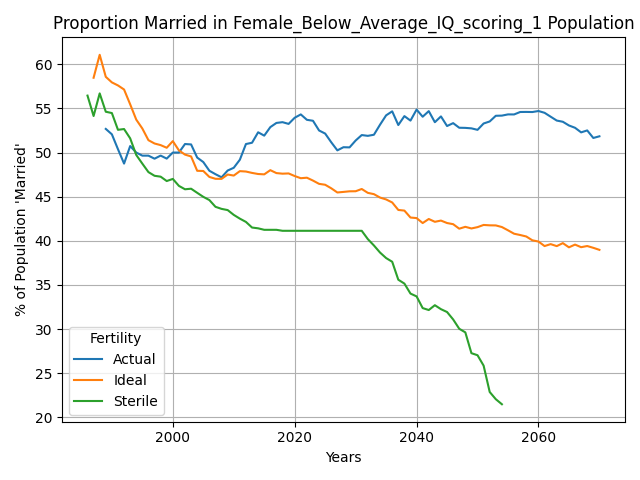 Proportion Married in Female_Below_Average_IQ_scoring_1 Population
% of Population 'Married'
60
55
50
45
40
35
30
25
20
Fertility
Actual
Ideal
Sterile
2000 2020 2040 2060
Years